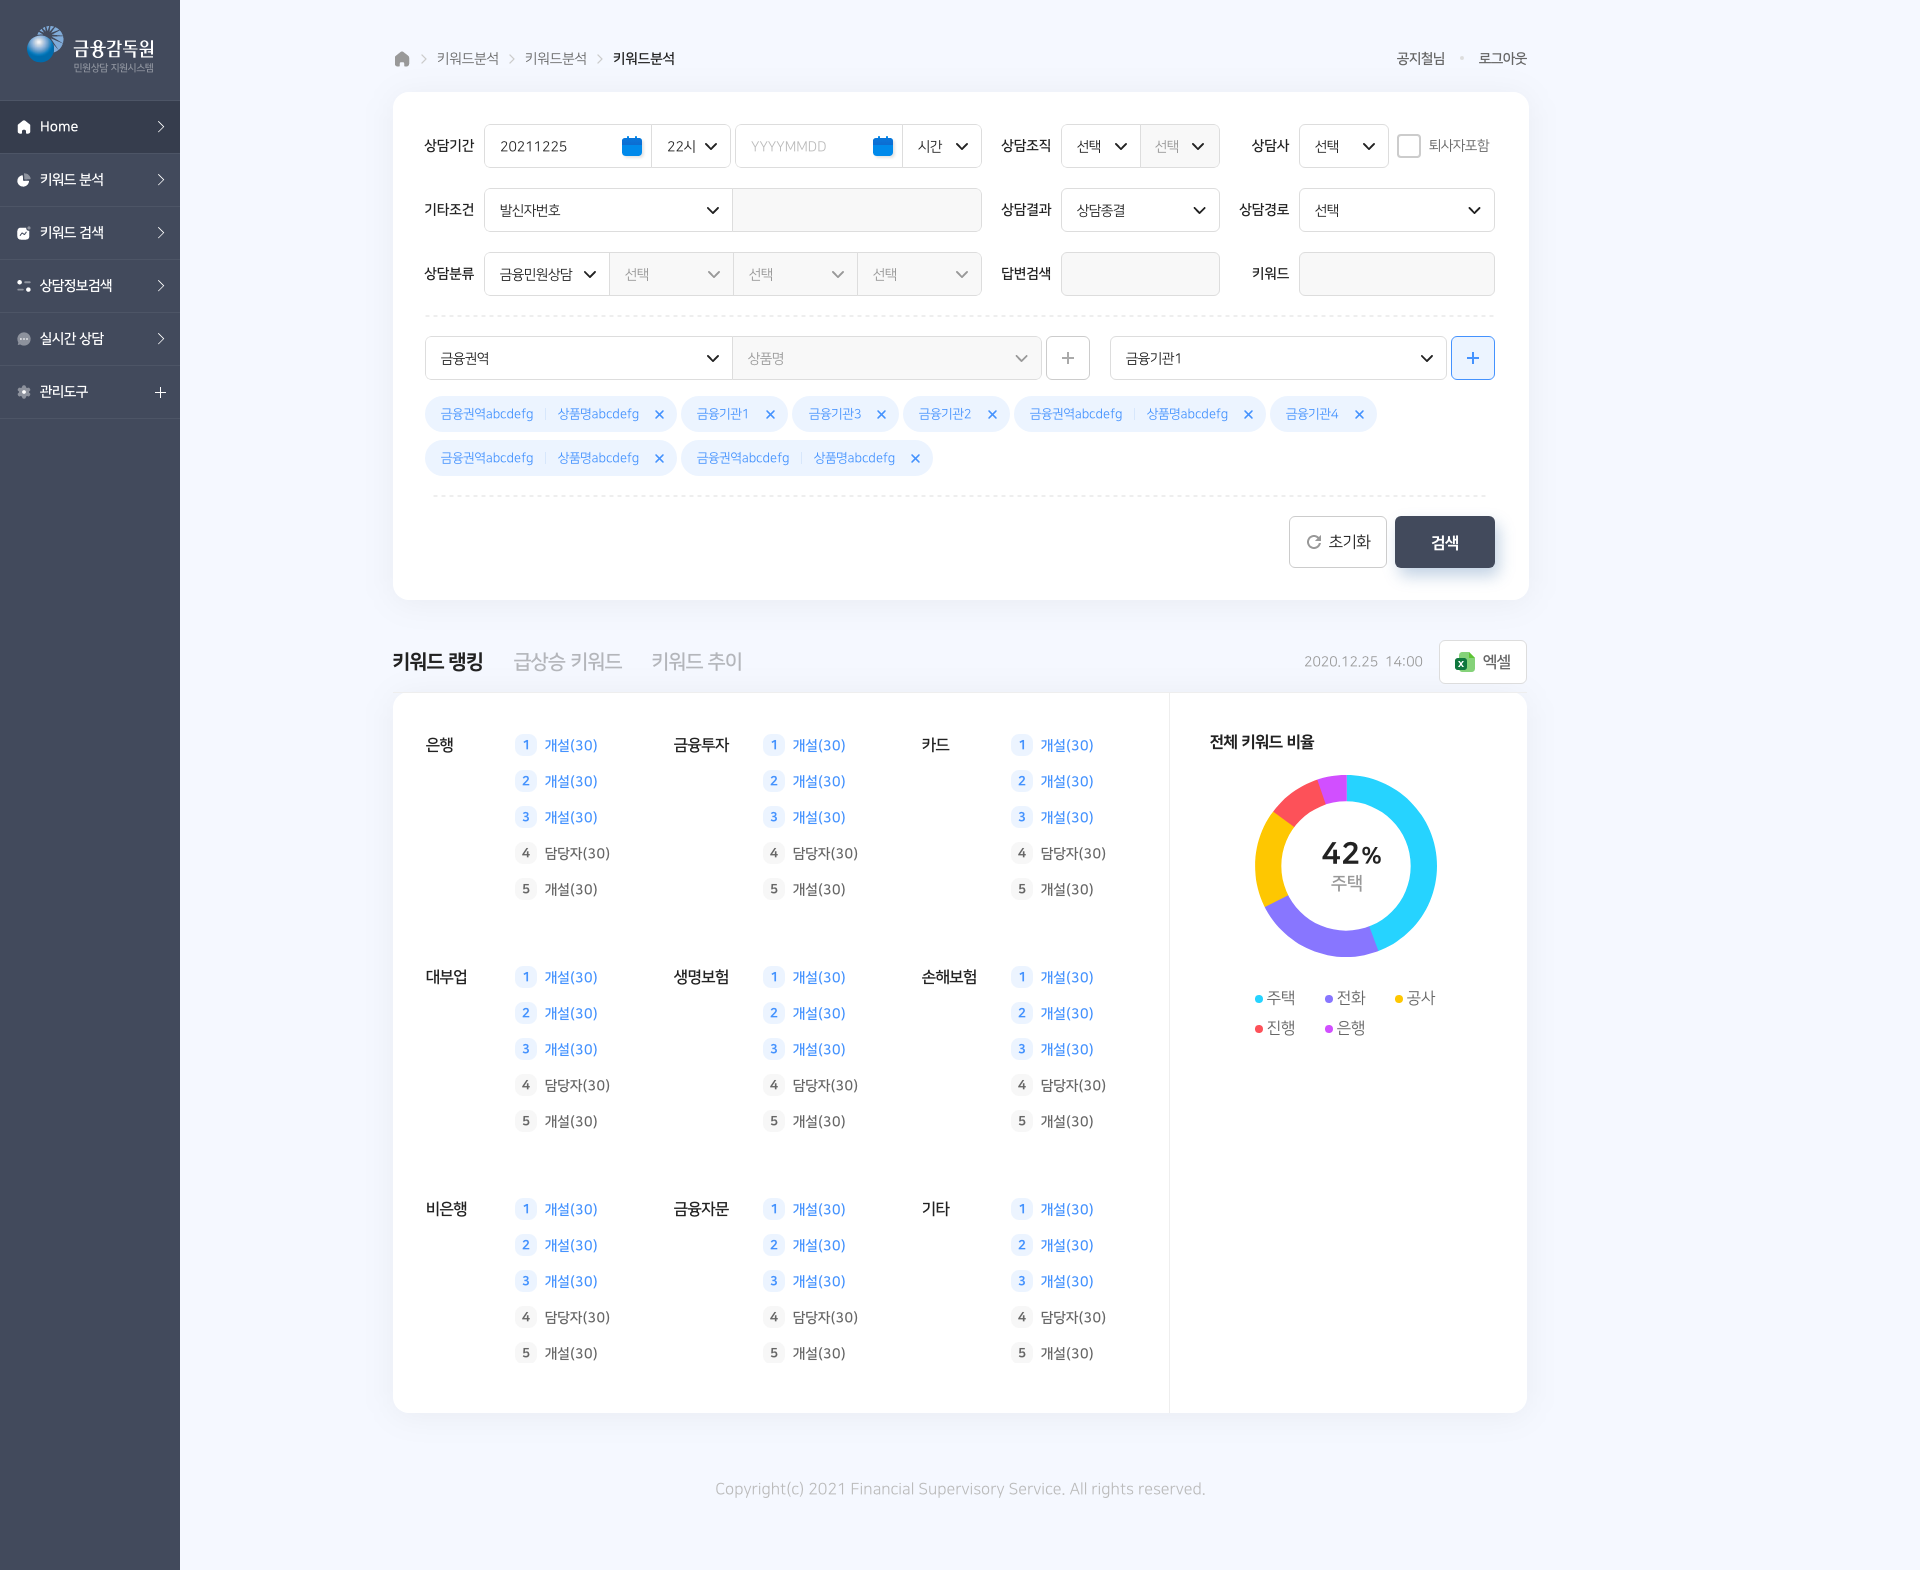 금융감독원
민원상담 지원시스템
Home
키워드 분석
키워드 검색
상담정보검색
실시간 상담
관리도구
키워드분석 키워드분석 키워드분석
공지철님 로그아웃
상담기간 20211225 22시 YYYYMMDD 시간 상담조직 선택 선택 상담사 선택 퇴사자포함
기타조건 발신자번호 상담결과 상담종결 상담경로 선택
상담분류 금융민원상담 선택 선택 선택 답변검색 키워드
금융권역 상품명 금융기관1
금융권역abcdefg 상품명abcdefg 금융기관1 금융기관3 금융기관2 금융권역abcdefg 상품명abcdefg 금융기관4
금융권역abcdefg 상품명abcdefg 금융권역abcdefg 상품명abcdefg
초기화 검색
키워드 랭킹 급상승 키워드 키워드 추이 2020.12.25 14:00 엑셀
은행 1 개설(30) 금융투자 1 개설(30) 카드 1 개설(30)
2 개설(30) 2 개설(30) 2 개설(30)
3 개설(30) 3 개설(30) 3 개설(30)
4 담당자(30) 4 담당자(30) 4 담당자(30)
5 개설(30) 5 개설(30) 5 개설(30)
대부업 1 개설(30) 생명보험 1 개설(30) 손해보험 1 개설(30)
2 개설(30) 2 개설(30) 2 개설(30)
3 개설(30) 3 개설(30) 3 개설(30)
4 담당자(30) 4 담당자(30) 4 담당자(30)
5 개설(30) 5 개설(30) 5 개설(30)
비은행 1 개설(30) 금융자문 1 개설(30) 기타 1 개설(30)
2 개설(30) 2 개설(30) 2 개설(30)
3 개설(30) 3 개설(30) 3 개설(30)
4 담당자(30) 4 담당자(30) 4 담당자(30)
5 개설(30) 5 개설(30) 5 개설(30)
전체 키워드 비율
42%
주택
주택 전화 공사
진행 은행
Copyright(c) 2021 Financial Supervisory Service. All rights reserved.